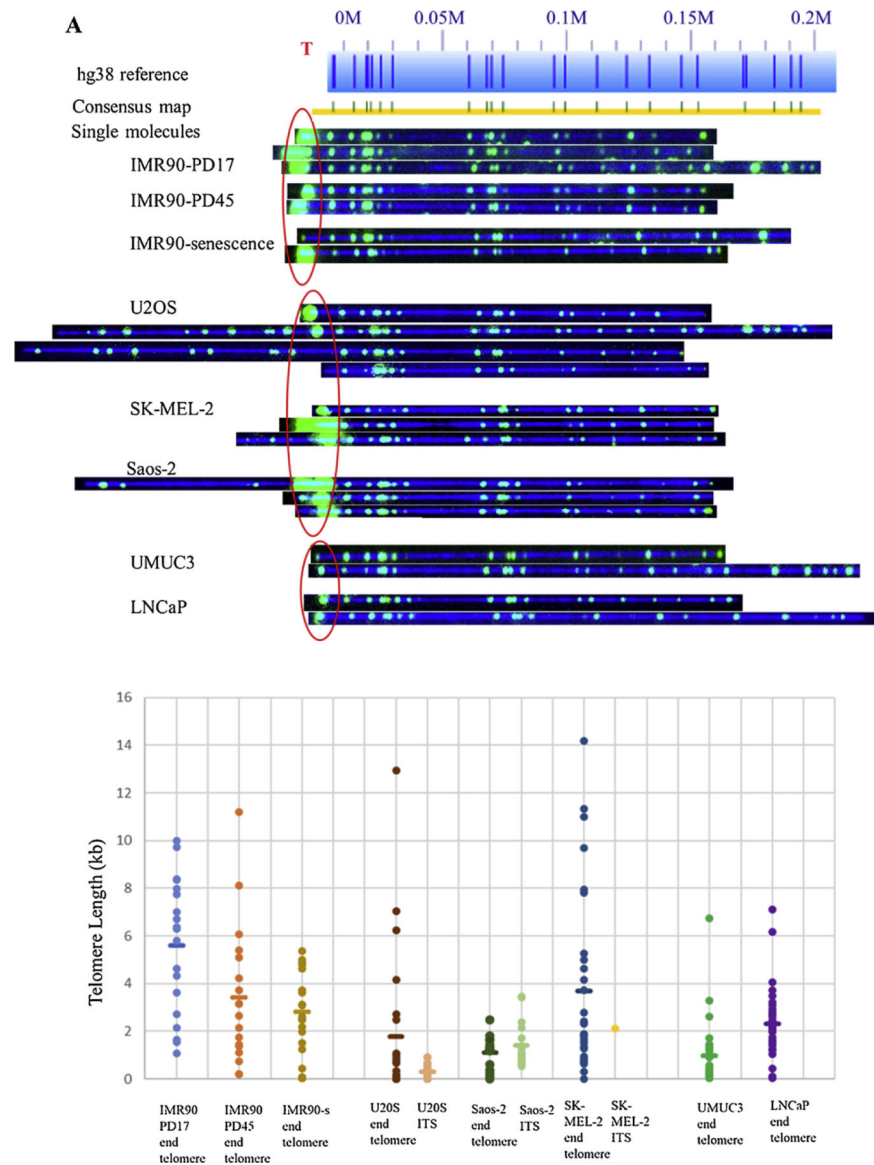 A
0M 0.05M 0.1M 0.15M 0.2M
T
hg38 reference
Consensus map
Single molecules
IMR90-PD17
IMR90-PD45
IMR90-senescence
U2OS
SK-MEL-2
Saos-2
UMUC3
LNCaP
16
14
12
10
8
6
4
2
0
Telomere Length (kb)
IMR90 PD17 end telomere
IMR90 PD45 end telomere
IMR90-s end telomere
U20S end telomere
U20S ITS
Saos-2 end telomere
Saos-2 ITS
SK-MEL-2 end telomere
SK-MEL-2 ITS
UMUC3 end telomere
LNCaP end telomere